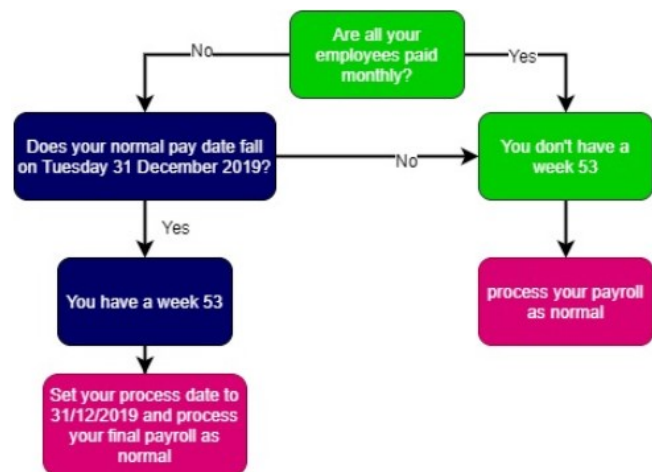 Are all your
employees paid
monthly?
No
Yes
Does your normal pay date fall
on Tuesday 31 December 2019?
No
You don't have a
week 53
Yes
You have a week 53
process your payroll
as normal
Set your process date to
31/12/2019 and process
your final payroll as
normal